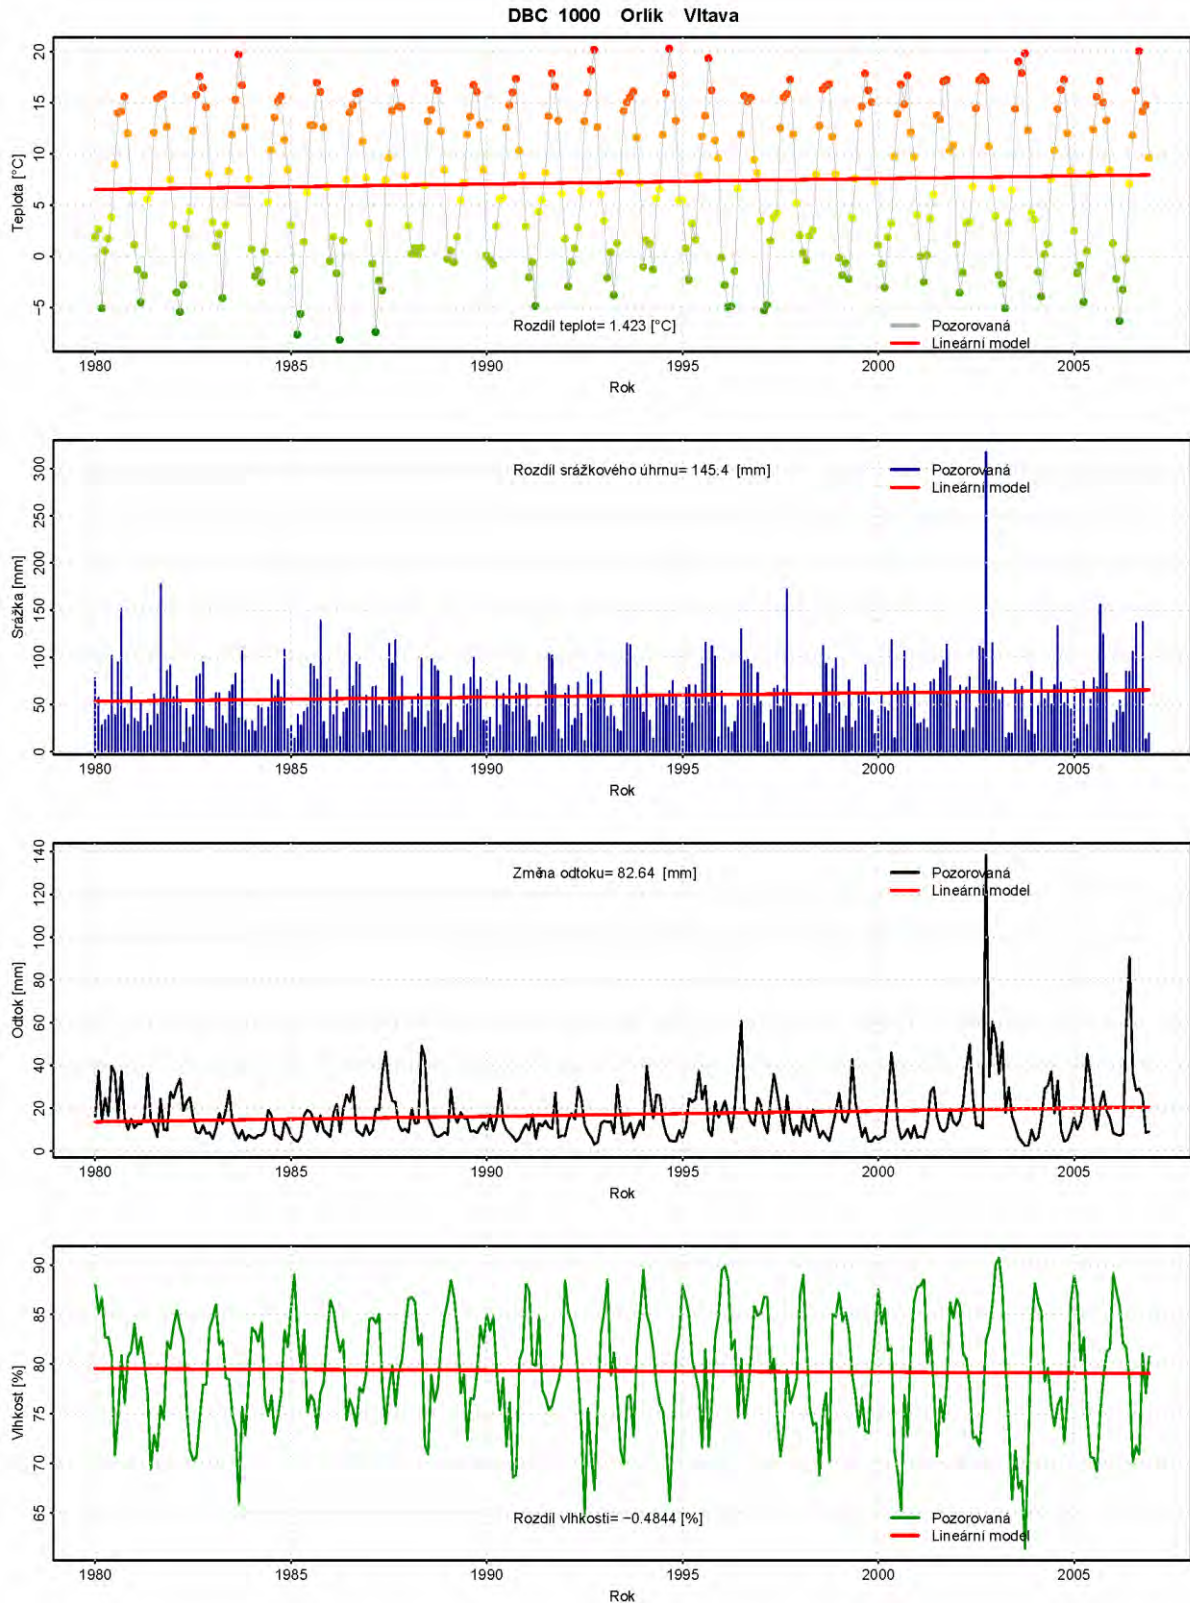 DBC 1000 Orlík Vltava
Teplota [°C]
20
15
10
5
0
−5
Rozdíl teplot= 1.423 [°C]
Pozorovaná
Lineární model
1980
1985
1990
1995
2000
2005
Rok
Srážka [mm]
300
250
200
150
100
50
0
Rozdíl srážkového úhrnu= 145.4 [mm]
Pozorovaná
Lineární model
1980
1985
1990
1995
2000
2005
Rok
Odtok [mm]
140
120
100
80
60
40
20
0
Změna odtoku= 82.64 [mm]
Pozorovaná
Lineární model
1980
1985
1990
1995
2000
2005
Rok
Vlhkost [%]
90
85
80
75
70
65
Rozdíl vlhkosti= −0.4844 [%]
Pozorovaná
Lineární model
1980
1985
1990
1995
2000
2005
Rok